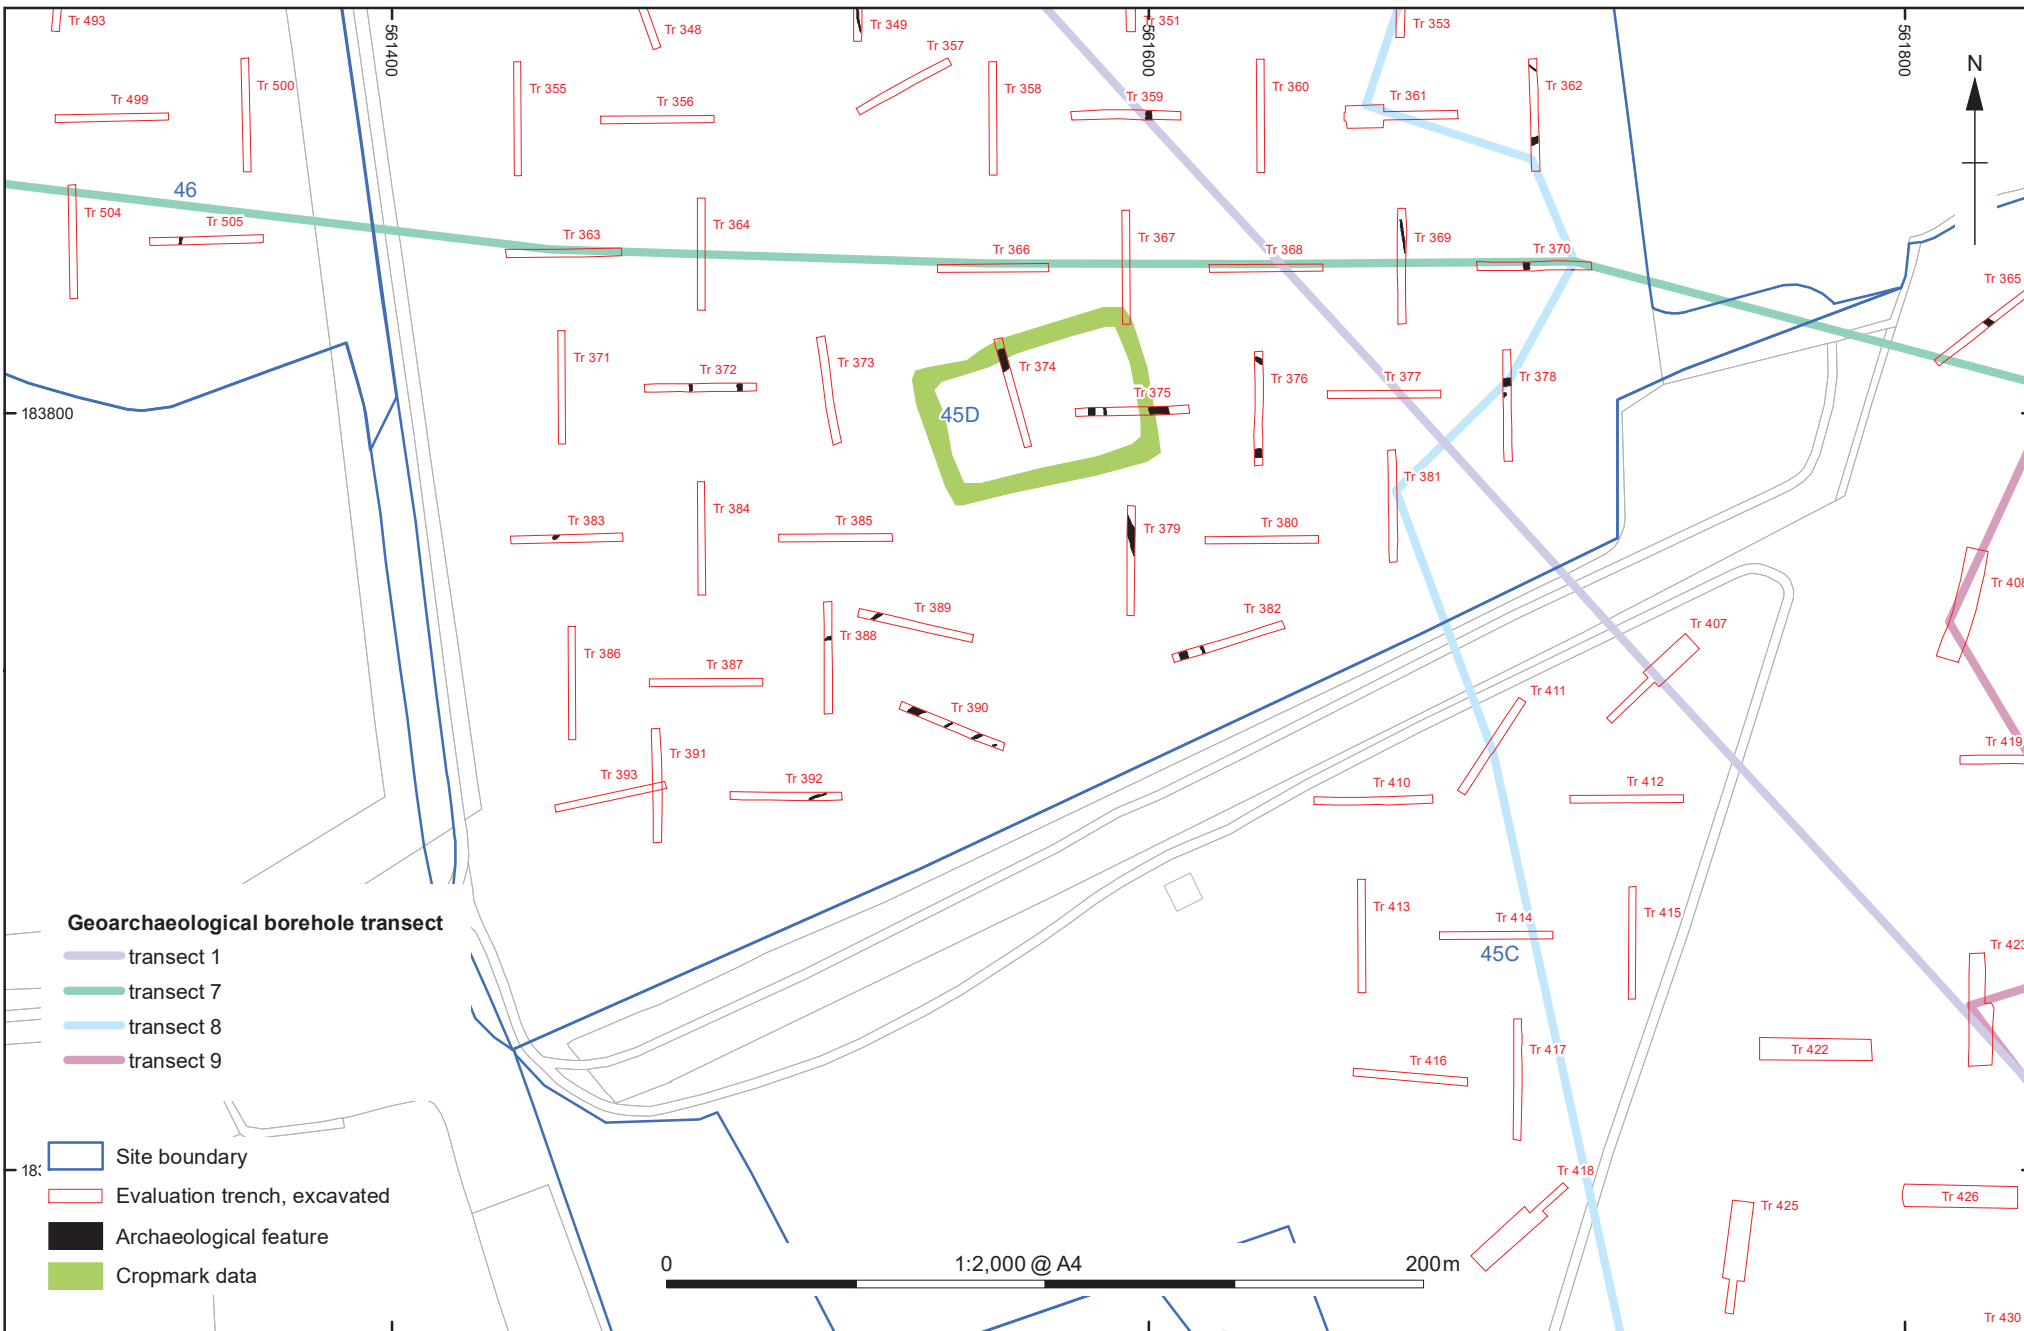 Tr 493
Tr 348
Tr 349
Tr 351
Tr 353
561400
561600
561800
N
Tr 357
Tr 500
Tr 499
Tr 355
Tr 356
Tr 358
Tr 359
Tr 360
Tr 361
Tr 362
46
Tr 504
Tr 505
Tr 363
Tr 364
Tr 366
Tr 367
Tr 368
Tr 369
Tr 370
Tr 365
Tr 371
Tr 372
Tr 373
Tr 374
Tr 375
Tr 376
Tr 377
Tr 378
183800
45D
Tr 381
Tr 383
Tr 384
Tr 385
Tr 379
Tr 380
Tr 408
Tr 386
Tr 387
Tr 388
Tr 389
Tr 382
Tr 407
Tr 390
Tr 411
Tr 391
Tr 393
Tr 392
Tr 410
Tr 412
Tr 419
Tr 413
Tr 414
Tr 415
45C
Tr 423
Geoarchaeological borehole transect
transect 1
transect 7
transect 8
transect 9
Tr 416
Tr 417
Tr 422
Tr 418
Tr 425
Tr 426
Tr 430
Site boundary
Evaluation trench, excavated
Archaeological feature
Cropmark data
0
1:2,000 @ A4
200m